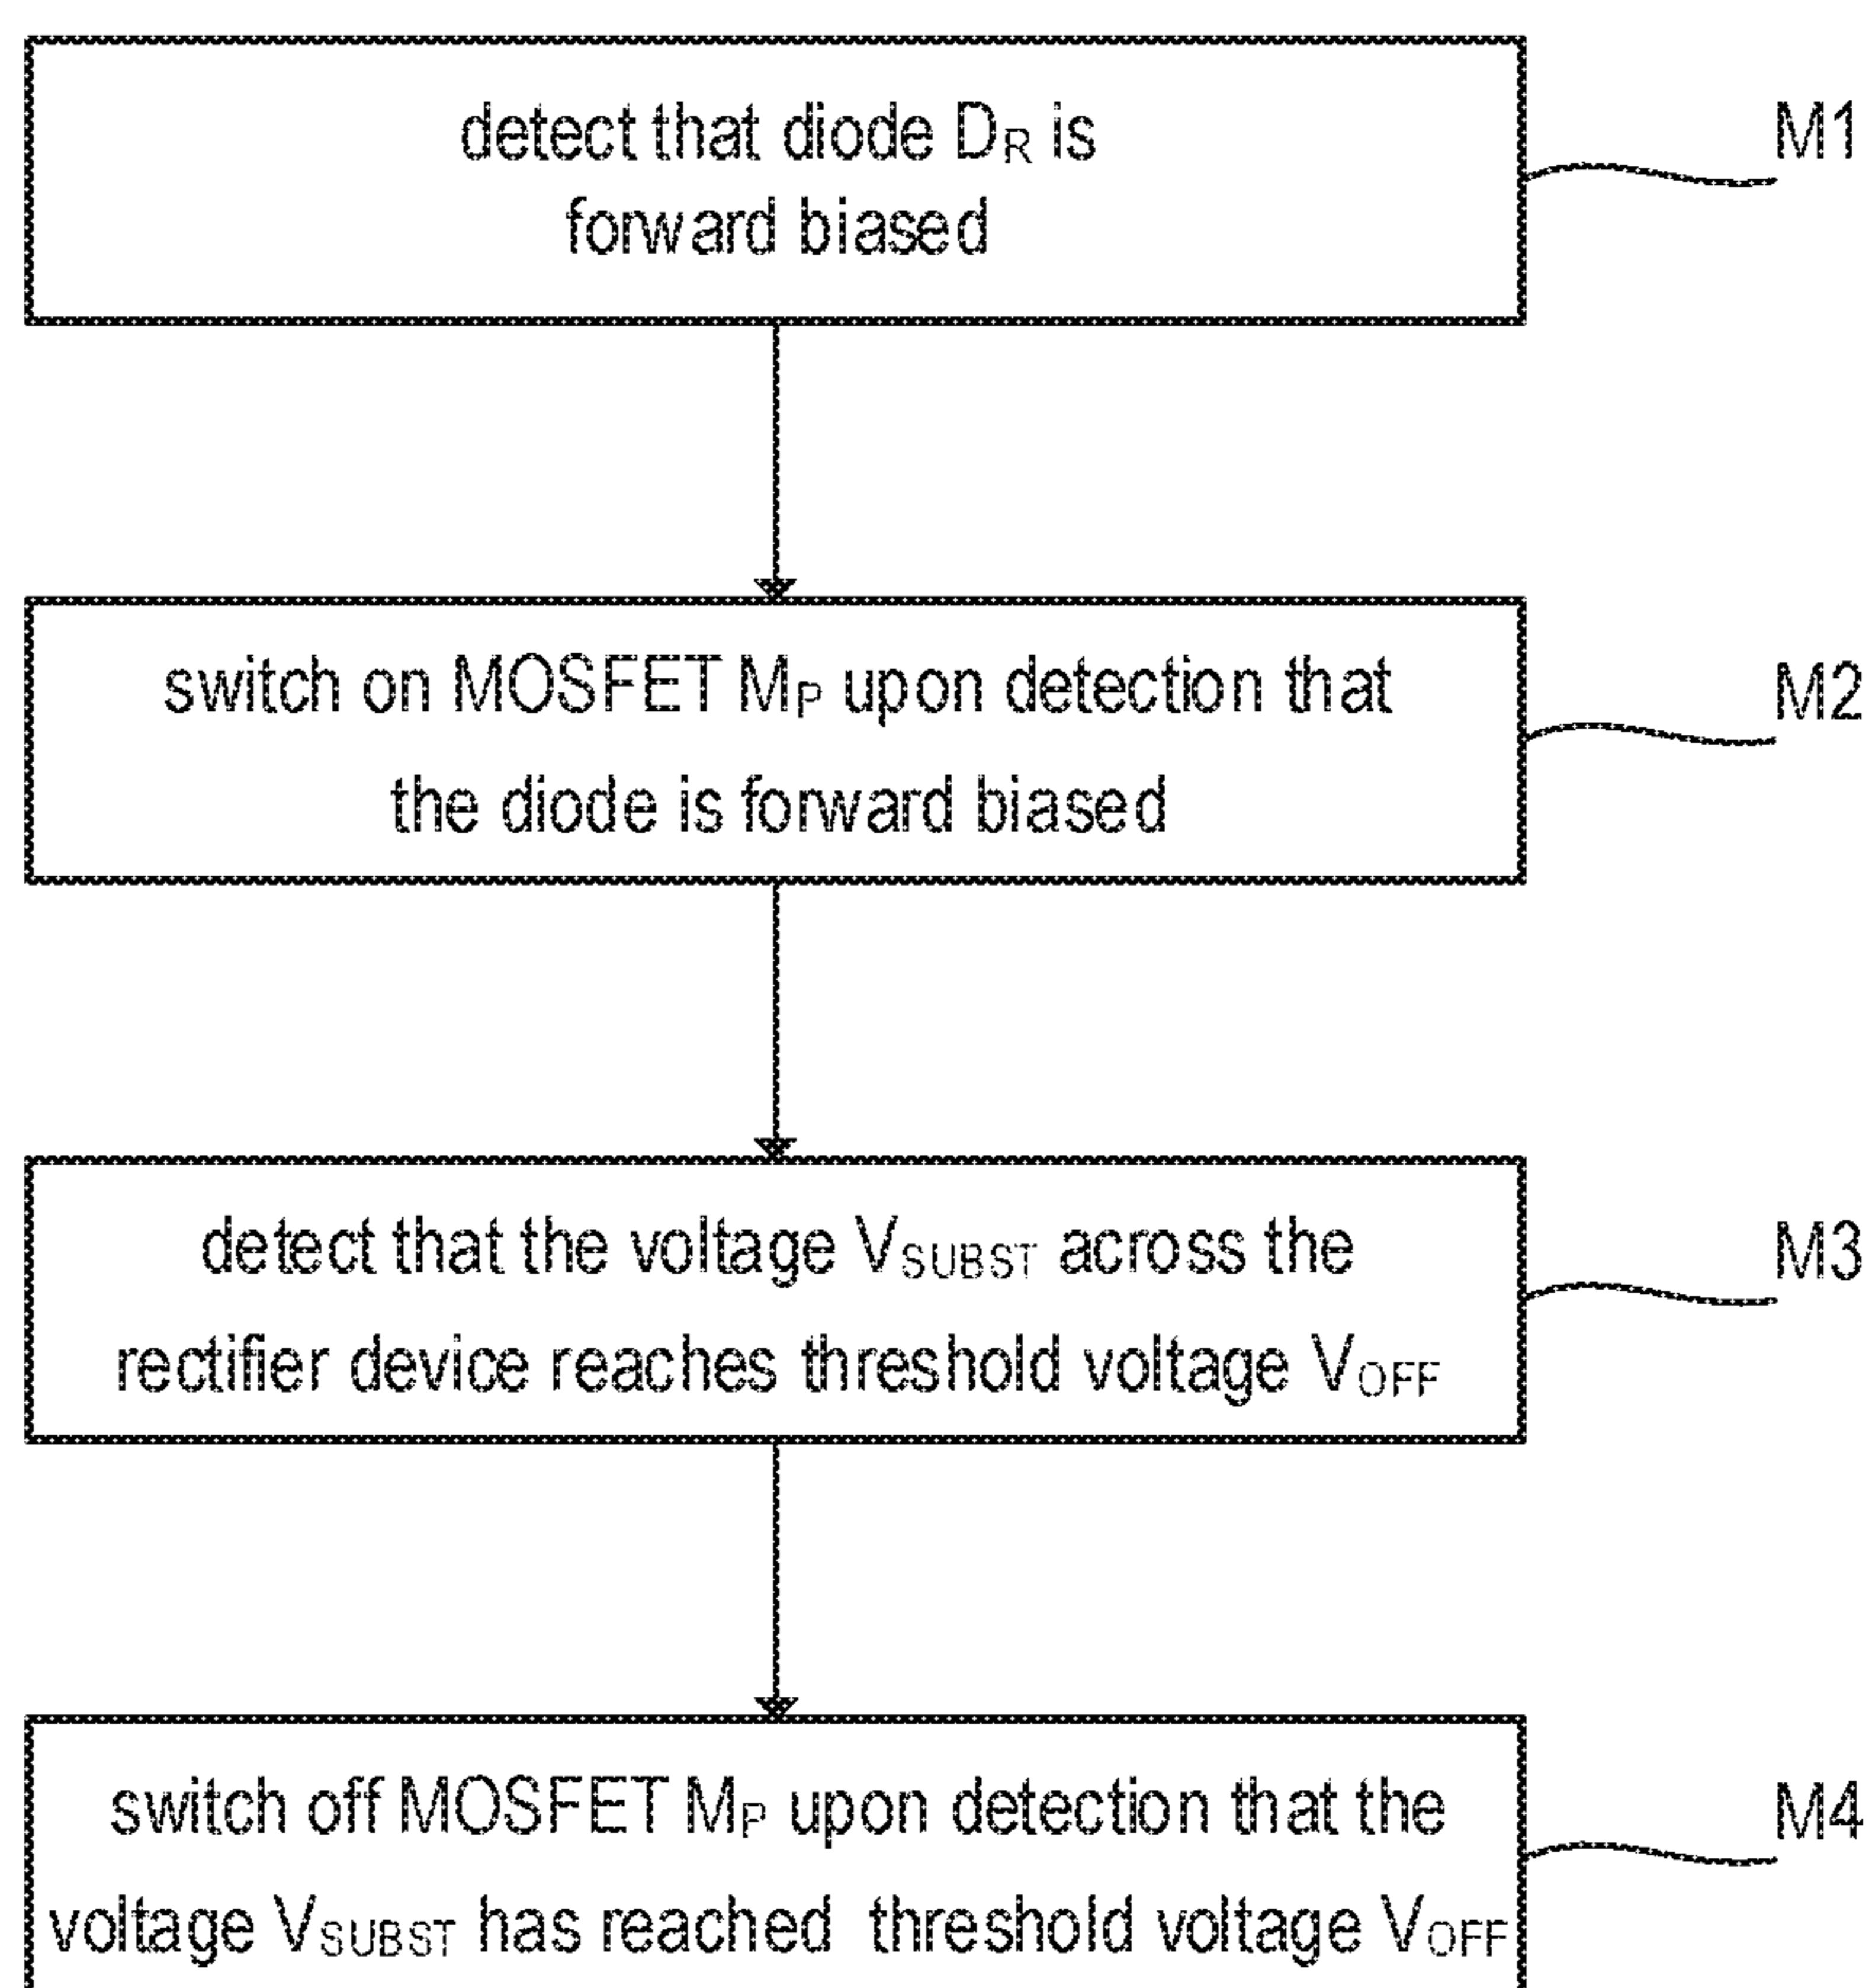 detect that diode DR is
forward biased
M1
switch on MOSFET MP upon detection that
the diode is forward biased
M2
detect that the voltage VSUBST across the
rectifier device reaches threshold voltage VOFF
M3
switch off MOSFET MP upon detection that the
voltage VSUBST has reached threshold voltage VOFF
M4